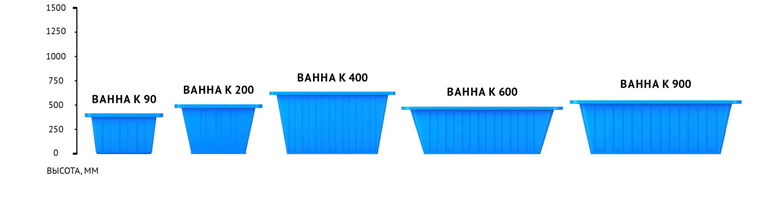 1500
1250
1000
750
500
250
0
ВЫСОТА, ММ
ВАННА К 90
ВАННА К 200
ВАННА К 400
ВАННА К 600
ВАННА К 900